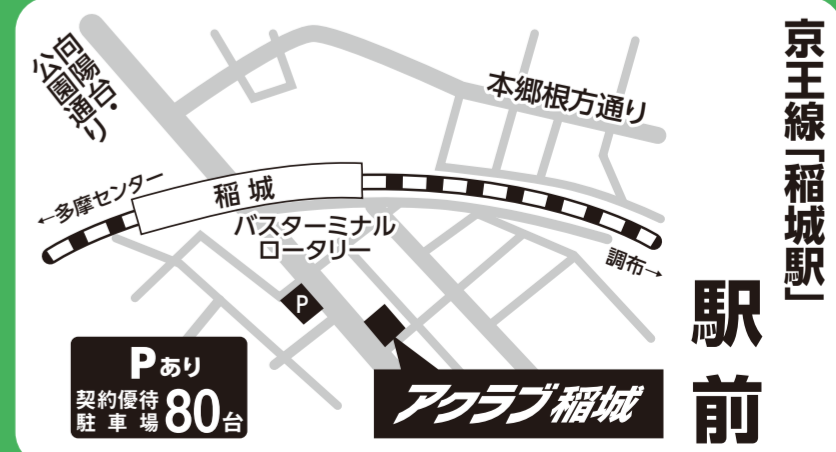 京王線「稲城駅」
駅前
向陽台・
公園通り
本郷根方通り
←多摩センター
稲城
バスターミナル
ロータリー
調布→
P
Pあり
契約優待
駐車場
80台
アクラブ稲城